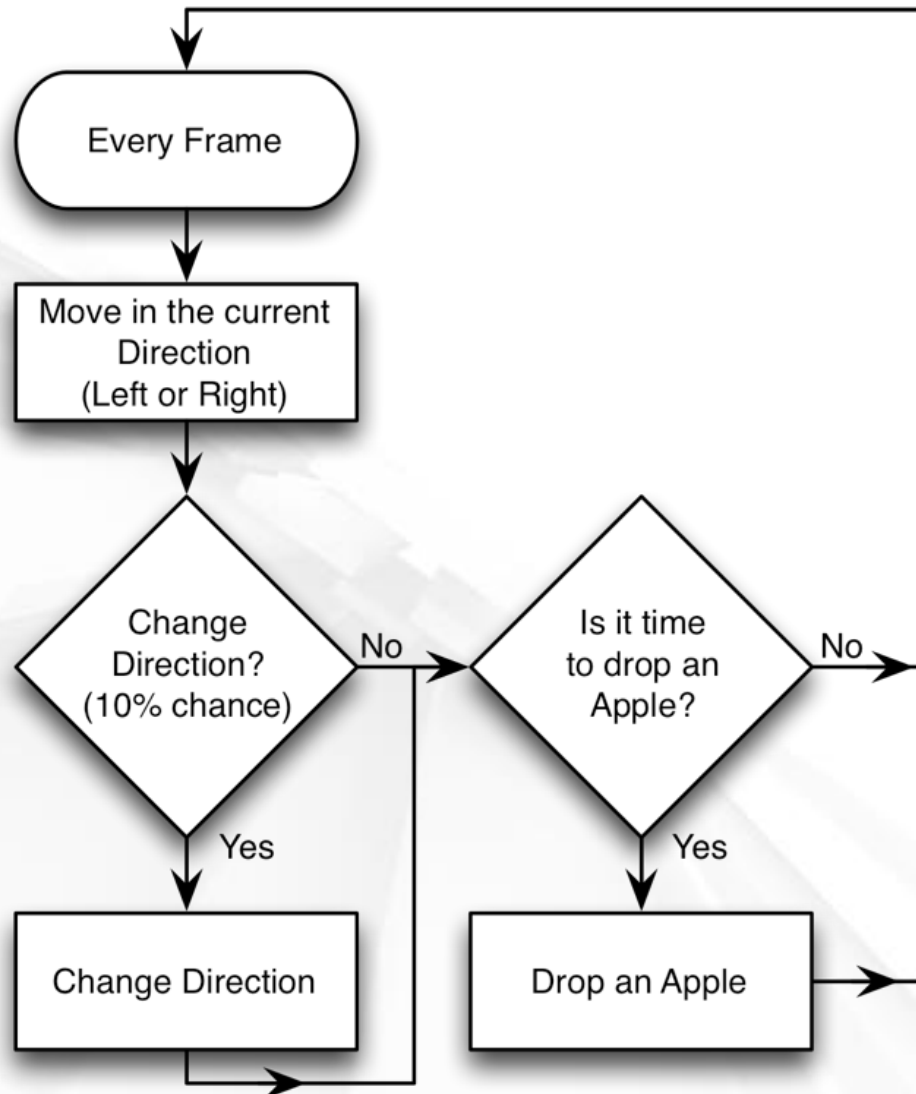 Every Frame
Move in the current
Direction
(Left or Right)
Change
Direction?
(10% chance)
No
Is it time
to drop an
Apple?
No
Yes
Yes
Change Direction
Drop an Apple